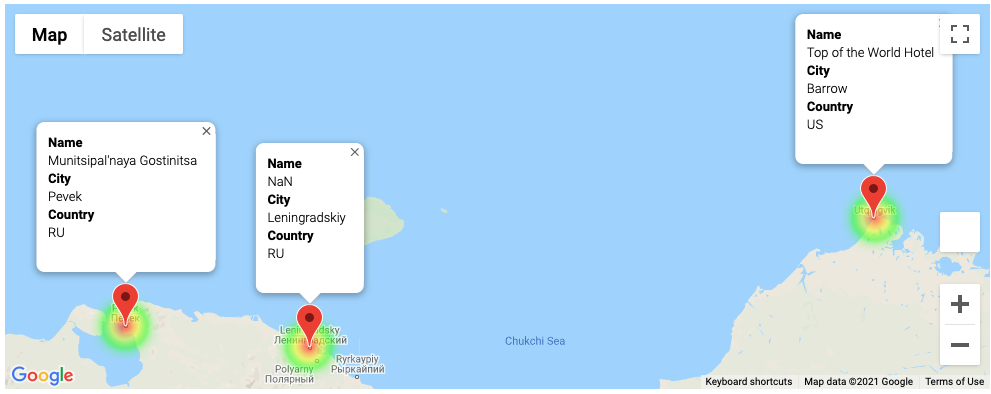 Map
Satellite
Name
Top of the World Hotel
City
Barrow
Country
US
Name
Munitsipal'naya Gostinitsa
City
Pevek
Country
RU
Name
NaN
City
Leningradskiy
Country
RU
Leningradsky
Ленинградский
Ryrkaypiy
Рыркайпий
Polyarny
Полярный
Chukchi Sea
Google
Keyboard shortcuts
Map data ©2021 Google
Terms of Use